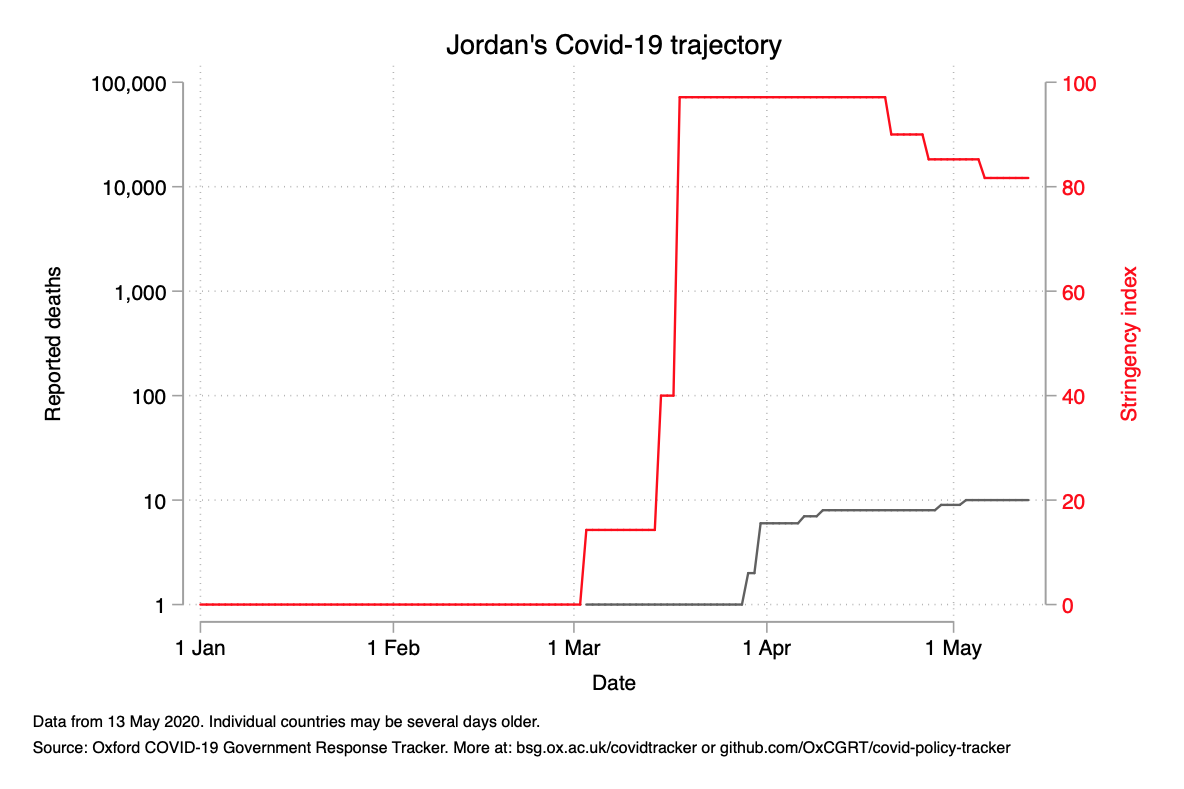 Jordan's Covid-19 trajectory
100,000
10,000
1,000
100
10
1
Reported deaths
100
80
60
40
20
0
Stringency index
1 Jan
1 Feb
1 Mar
1 Apr
1 May
Date
Data from 13 May 2020. Individual countries may be several days older.
Source: Oxford COVID-19 Government Response Tracker. More at: bsg.ox.ac.uk/covidtracker or github.com/OxCGRT/covid-policy-tracker